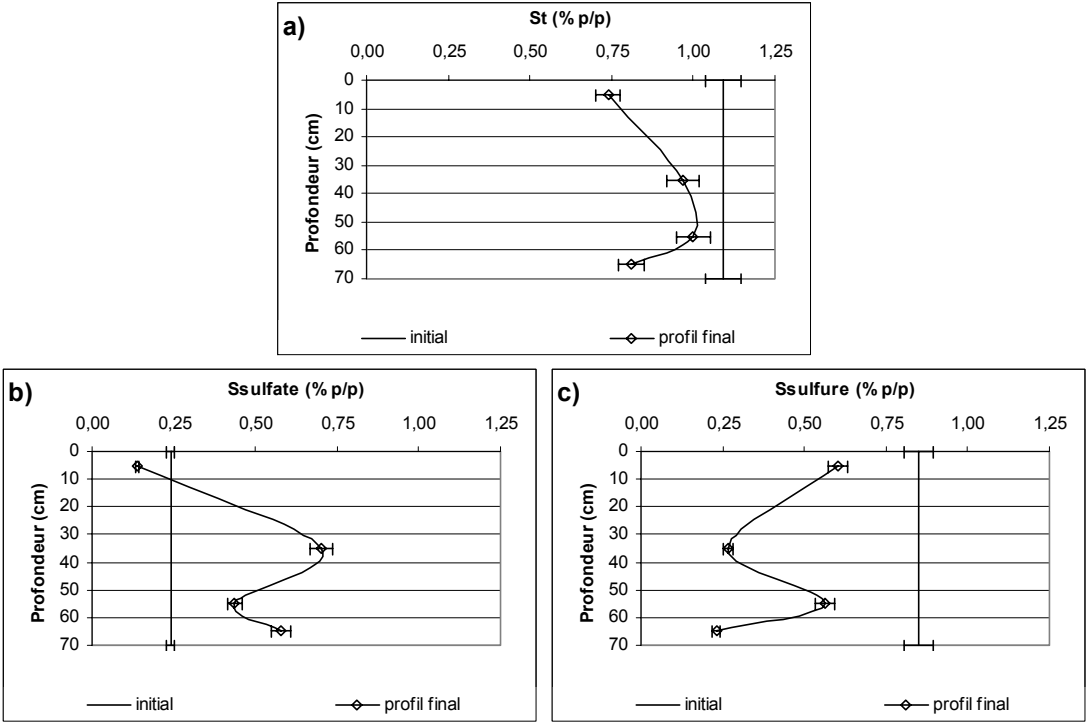 a)
St (% p/p)
0,00 0,25 0,50 0,75 1,00 1,25
Profondeur (cm)
0
10
20
30
40
50
60
70
initial profil final
b)
Ssulfate (% p/p)
0,00 0,25 0,50 0,75 1,00 1,25
Profondeur (cm)
0
10
20
30
40
50
60
70
initial profil final
c)
Ssulfure (% p/p)
0,00 0,25 0,50 0,75 1,00 1,25
Profondeur (cm)
0
10
20
30
40
50
60
70
initial profil final